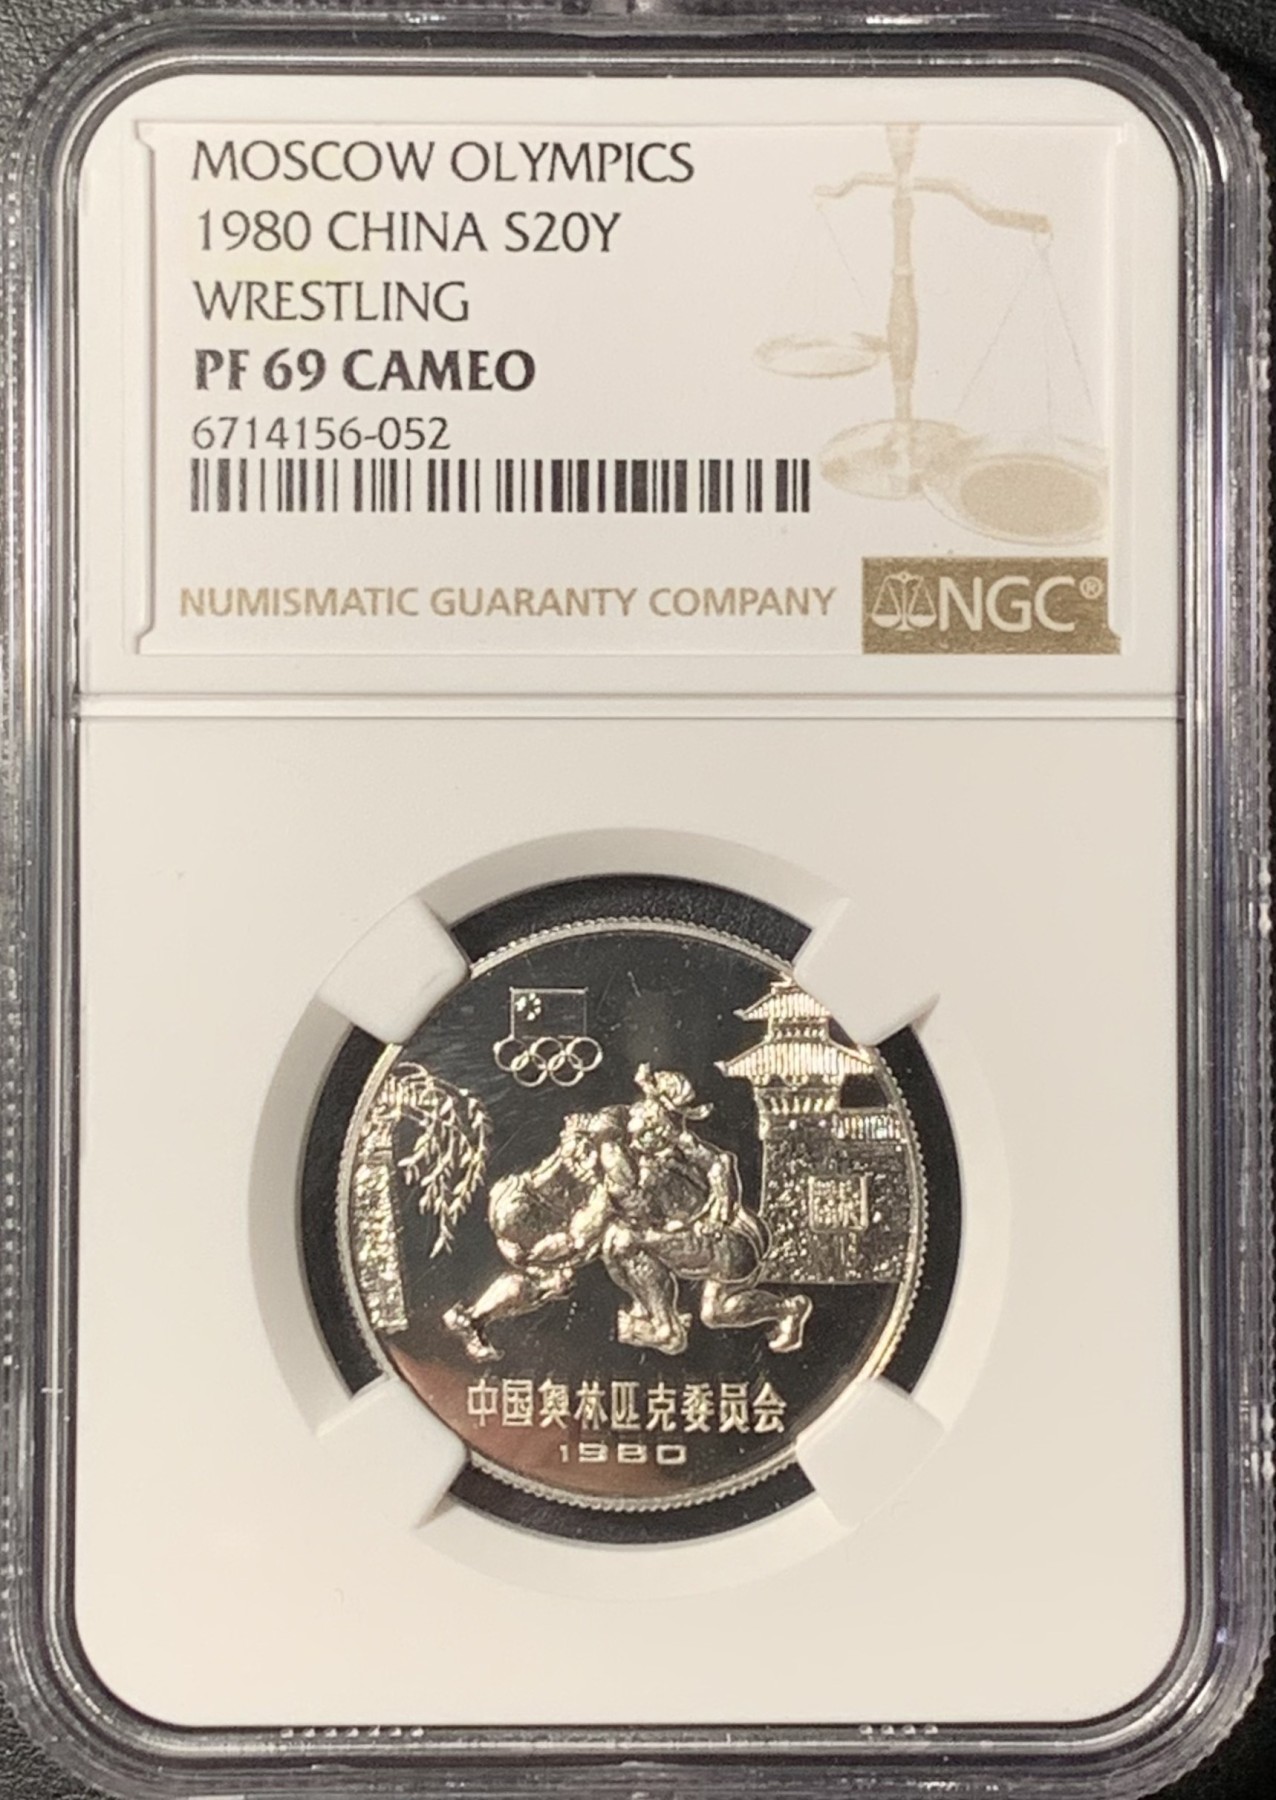 MOSCOW OLYMPICS
1980 CHINA S20Y
WRESTLING
PF 69 CAMEO
6714156-052
NUMISMATIC GUARANTY COMPANY
NGC®
中国奥林匹克委员会
1980